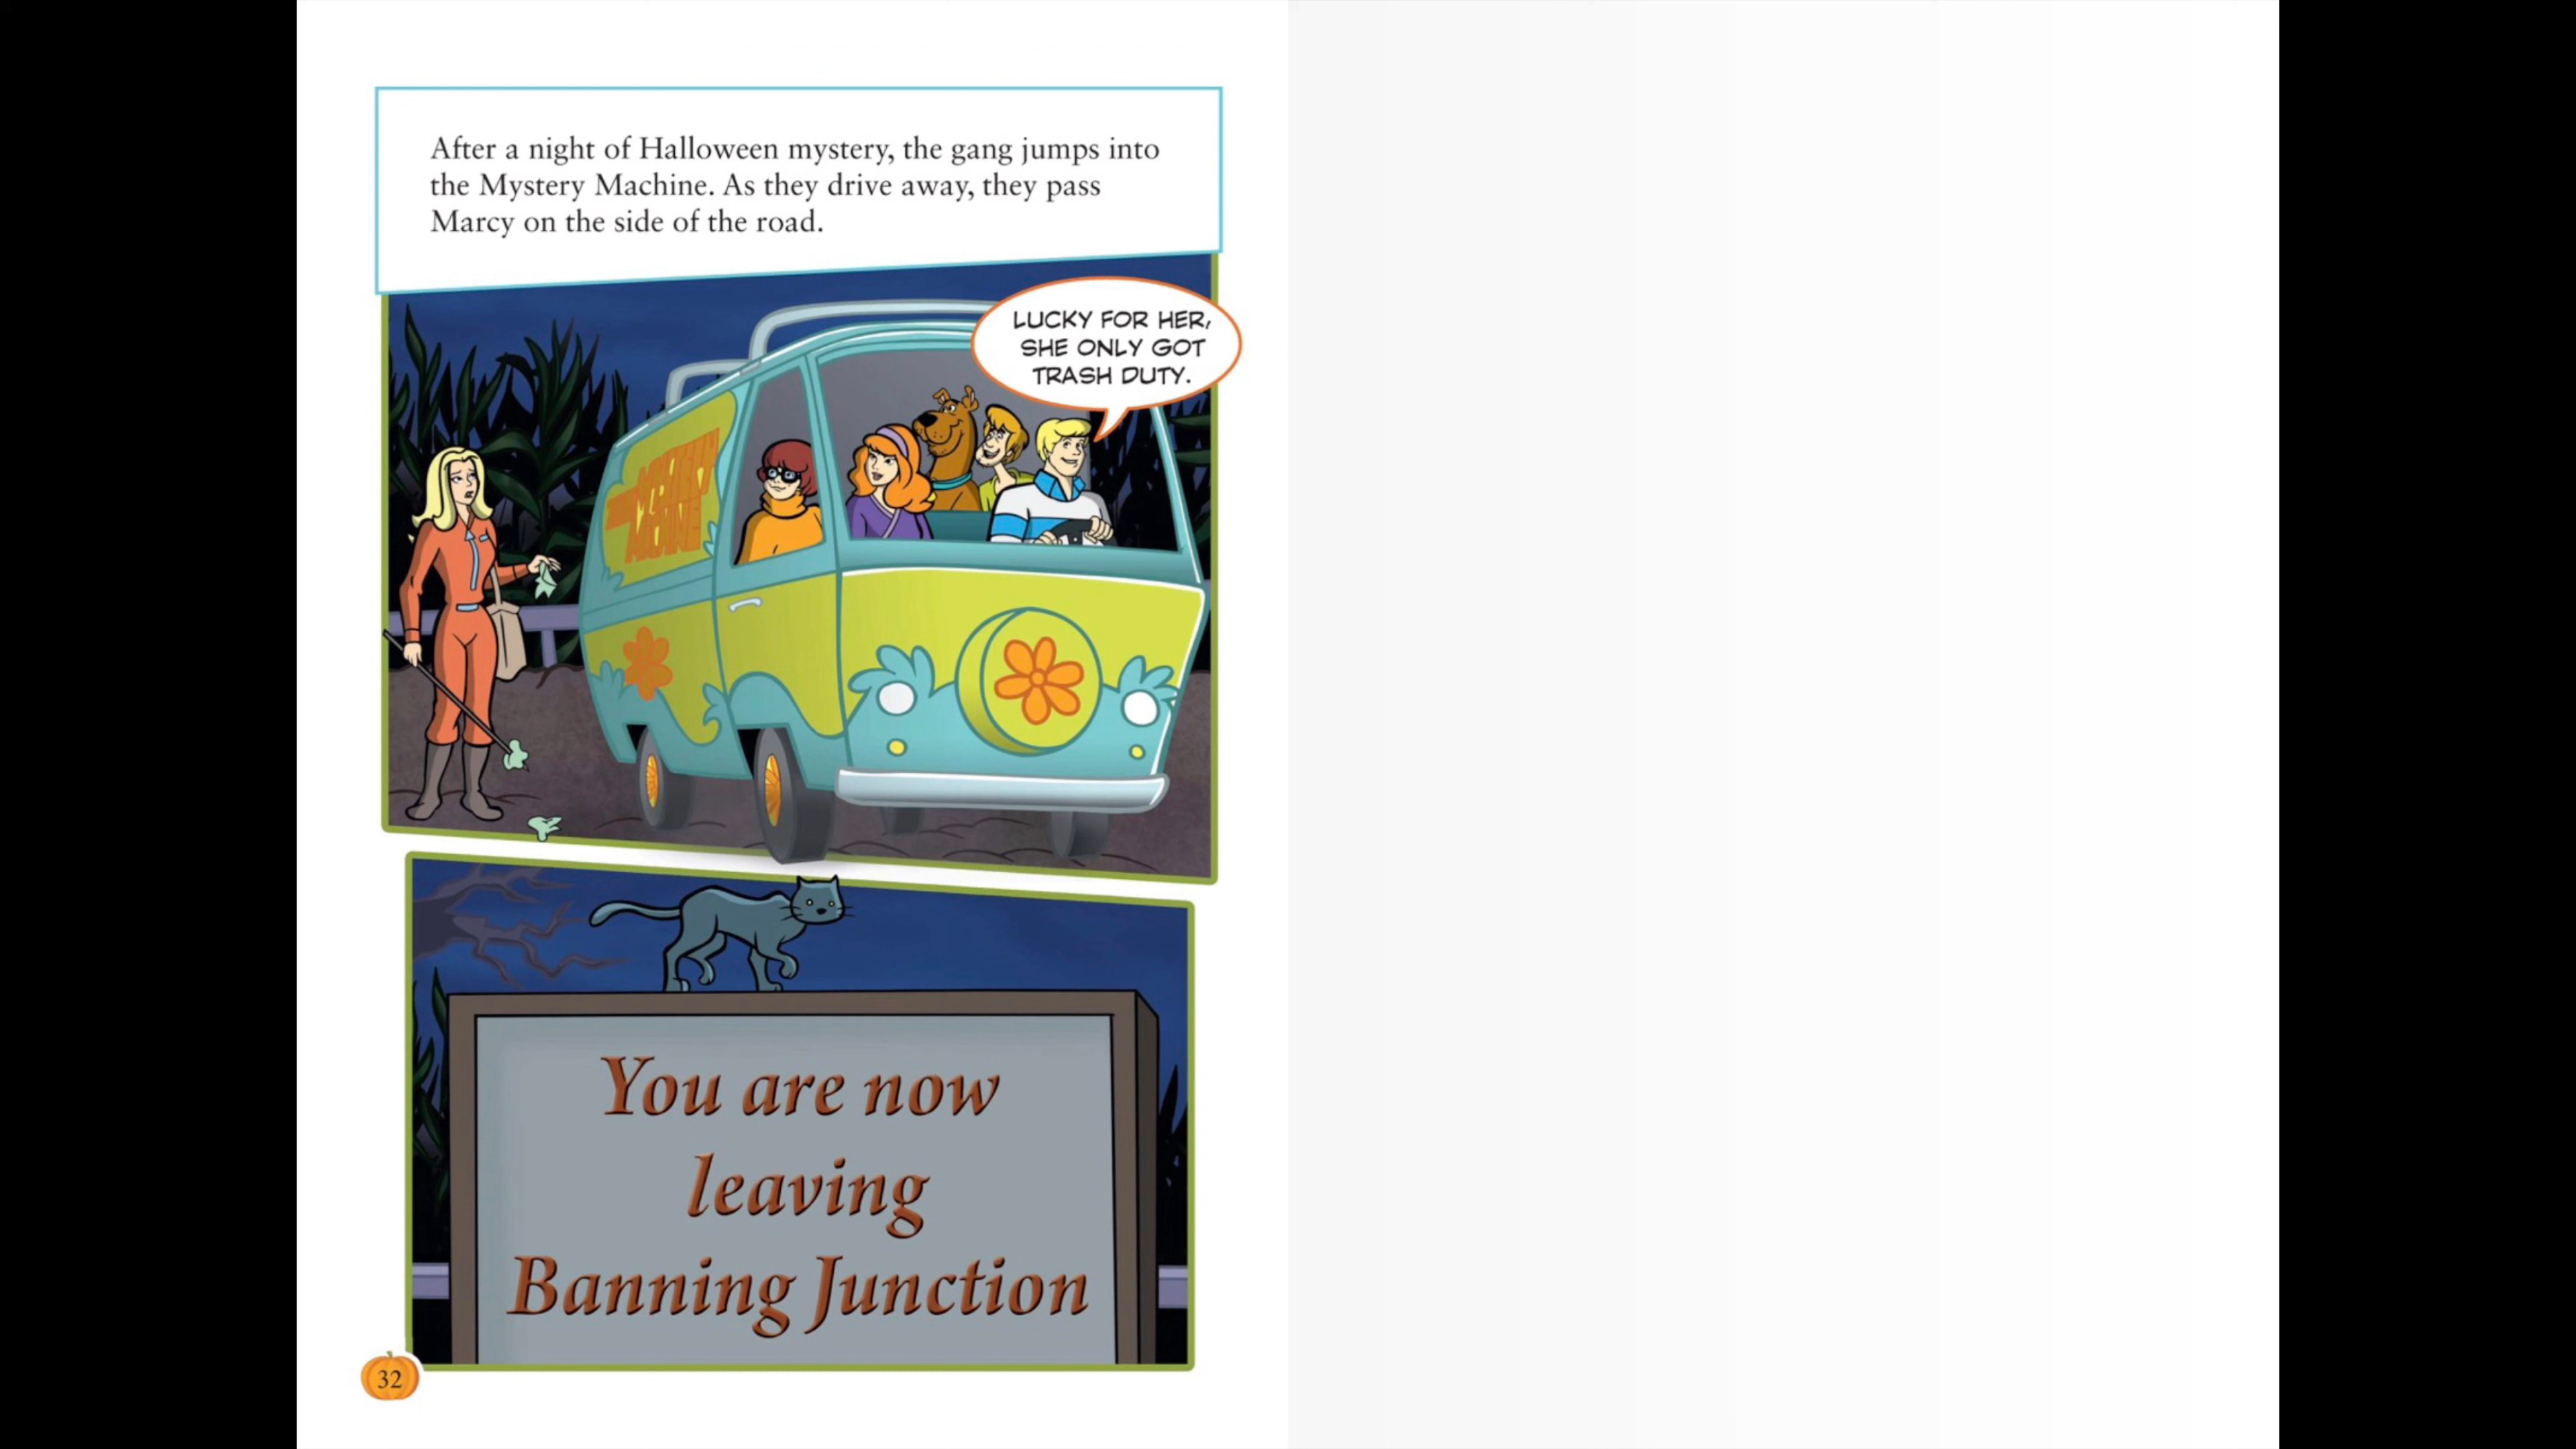 After a night of Halloween mystery, the gang jumps into
the Mystery Machine. As they drive away, they pass
Marcy on the side of the road.
LUCKY FOR HER,
SHE ONLY GOT
TRASH DUTY.
You are now
leaving
Banning Junction
32